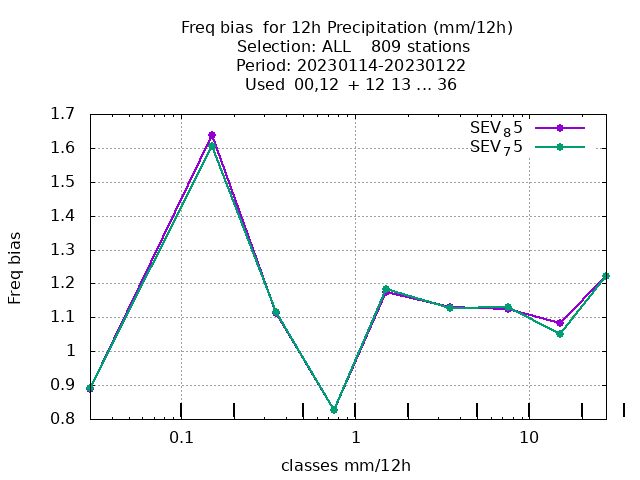 Freq bias  for 12h Precipitation (mm/12h)
Selection: ALL    809 stations
Period: 20230114-20230122
Used  00,12  + 12 13 ... 36
1.7
1.6
1.5
1.4
1.3
1.2
1.1
1
0.9
0.8
Freq bias
SEV₈5
SEV₇5
0.1
1
10
classes mm/12h